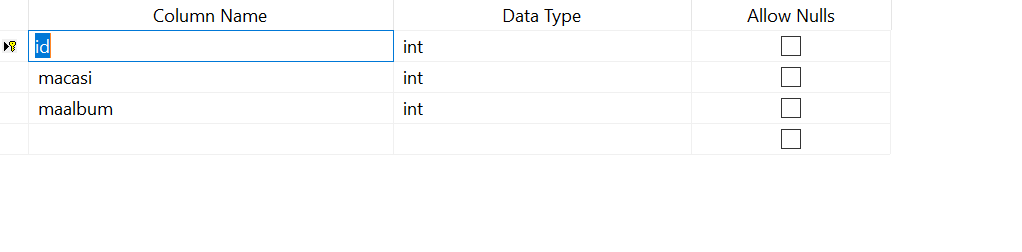 Column Name Data Type Allow Nulls
id int
macasi int
maalbum int